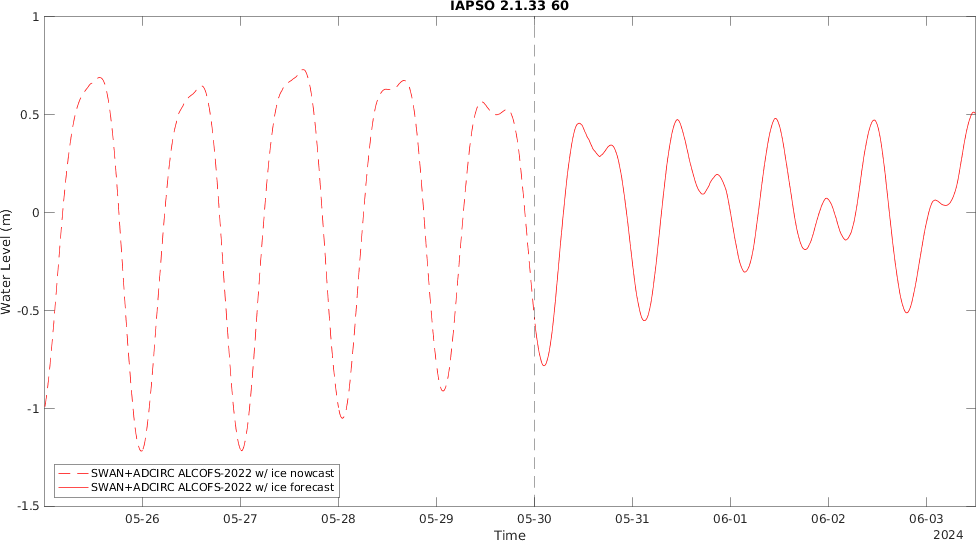 IAPSO 2.1.33 60
1
0.5
0
-0.5
-1
-1.5
Water Level (m)
SWAN+ADCIRC ALCOFS-2022 w/ ice nowcast
SWAN+ADCIRC ALCOFS-2022 w/ ice forecast
05-26 05-27 05-28 05-29 05-30 05-31 06-01 06-02 06-03
Time
2024